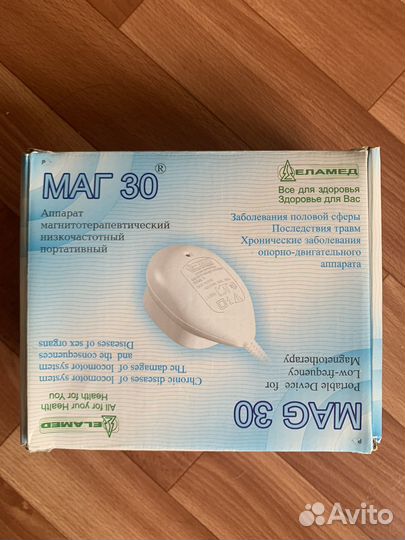 МАГ 30®
Аппарат
магнитотерапевтический
низкочастотный
портативный
ЕЛАМЕД
Все для здоровья
Здоровье для Вас
Заболевания половой сферы
Последствия травм
Хронические заболевания
опорно-двигательного
аппарата
MAG 30
Portable Device for
Low-frequency
Magnetotherapy
Chronic diseases of
locomotor system
The damages of
locomotor system
and the consequences
Diseases of sex organs
ELAMED
All for your Health
Health for You
Avito